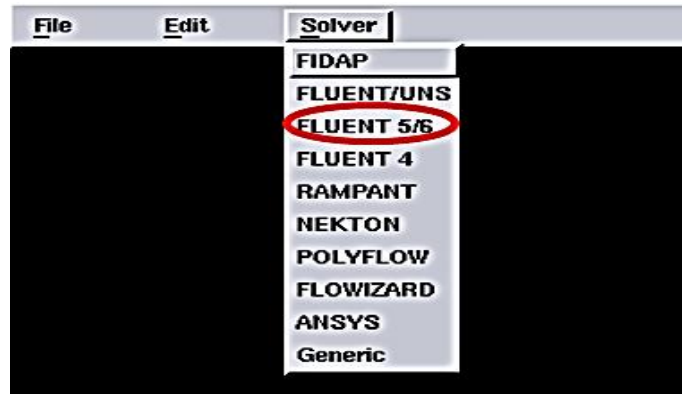 File Edit Solver
FIDAP
FLUENT/UNS
FLUENT 5/6
FLUENT 4
RAMPANT
NEKTON
POLYFLOW
FLOWIZARD
ANSYS
Generic